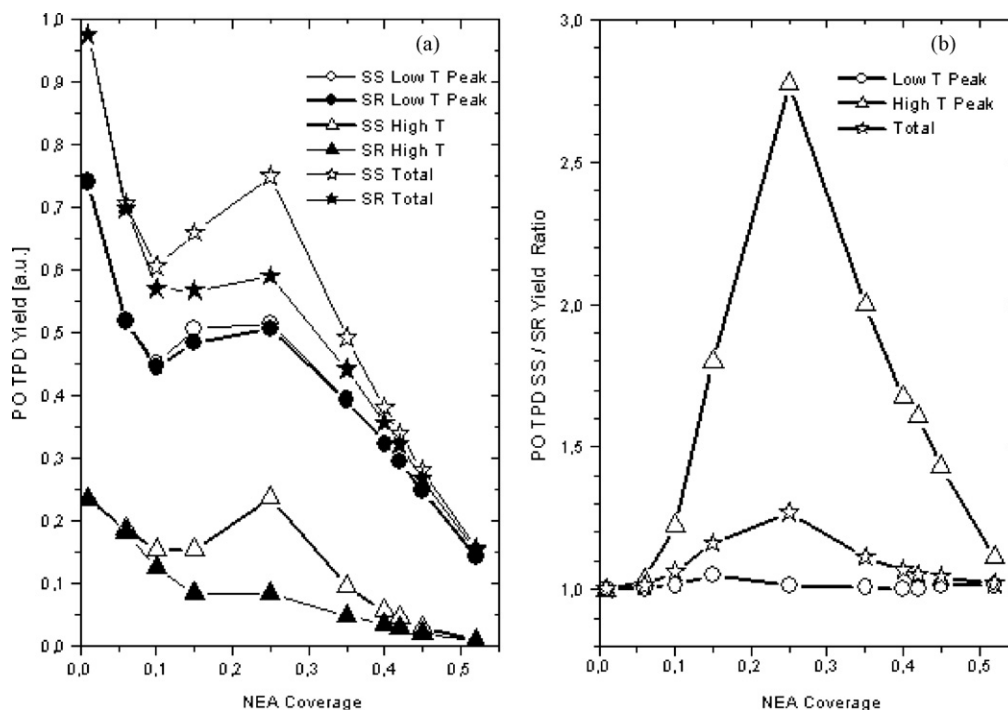 (a)
SS Low T Peak
SR Low T Peak
SS High T
SR High T
SS Total
SR Total
POTPD Yield [a.u.]
1,0
0,9
0,8
0,7
0,6
0,5
0,4
0,3
0,2
0,1
0,0
0,0 0,1 0,2 0,3 0,4 0,5
NEA Coverage
(b)
Low T Peak
High T Peak
Total
POTPD SS / SR Yield Ratio
3,0
2,5
2,0
1,5
1,0
0,0 0,1 0,2 0,3 0,4 0,5
NEA Coverage